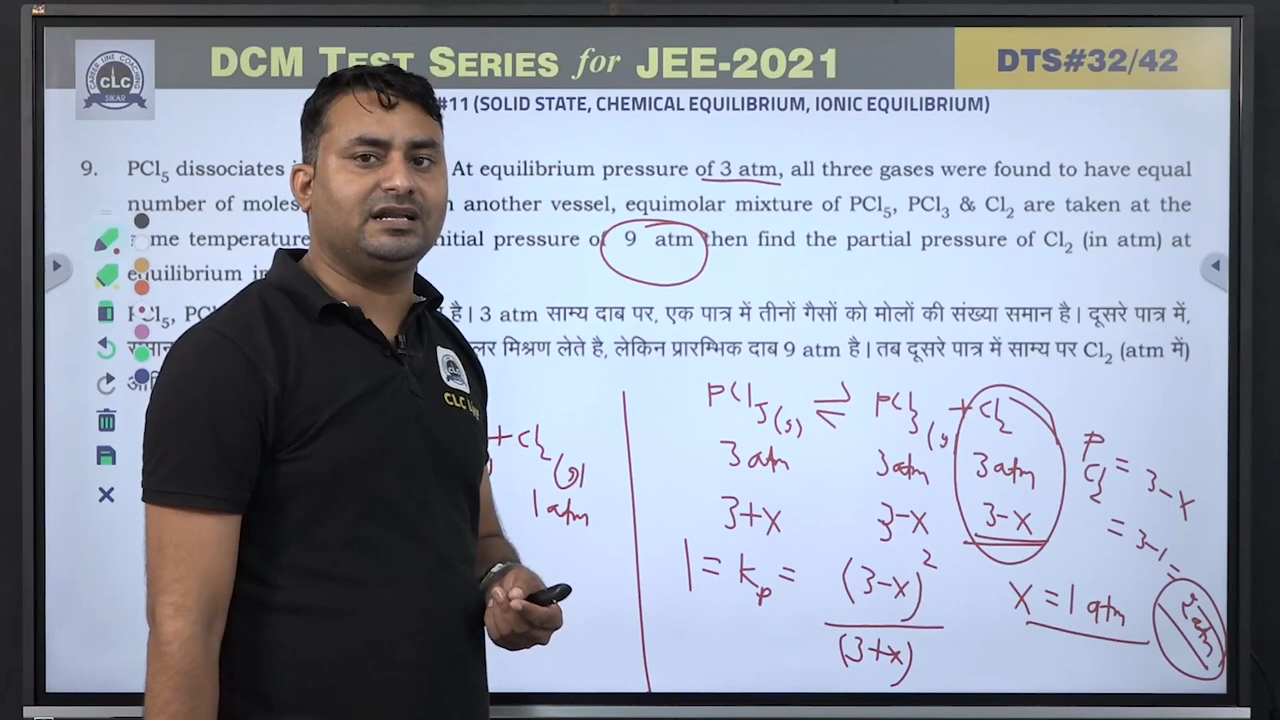 DCM TEST SERIES for JEE-2021
DTS#32/42
CLC
SIKAR
#11 (SOLID STATE, CHEMICAL EQUILIBRIUM, IONIC EQUILIBRIUM)
9. PCl5 dissociates At equilibrium pressure of 3 atm, all three gases were found to have equal
number of moles another vessel, equimolar mixture of PCl5, PCl3 & Cl2 are taken at the
temperature initial pressure of 9 atm then find the partial pressure of Cl2 (in atm) at
equilibrium in
है। 3 atm साम्य दाब पर, एक पात्र में तीनों गैसों को मोलों की संख्या समान है। दूसरे पात्र में,
मिश्रण लेते है, लेकिन प्रारम्भिक दाब 9 atm है। तब दूसरे पात्र में साम्य पर Cl2 (atm में)
CLC
+ Cl2 (g)
1 atm
PCl5(g) ⇌ PCl3(g) + Cl2
3 atm 3 atm 3 atm
3+x 3-x 3-x
1 = Kp = (3-x)²
(3+x)
PCl2 = 3-x
= 3-1 =
2 atm
x = 1 atm